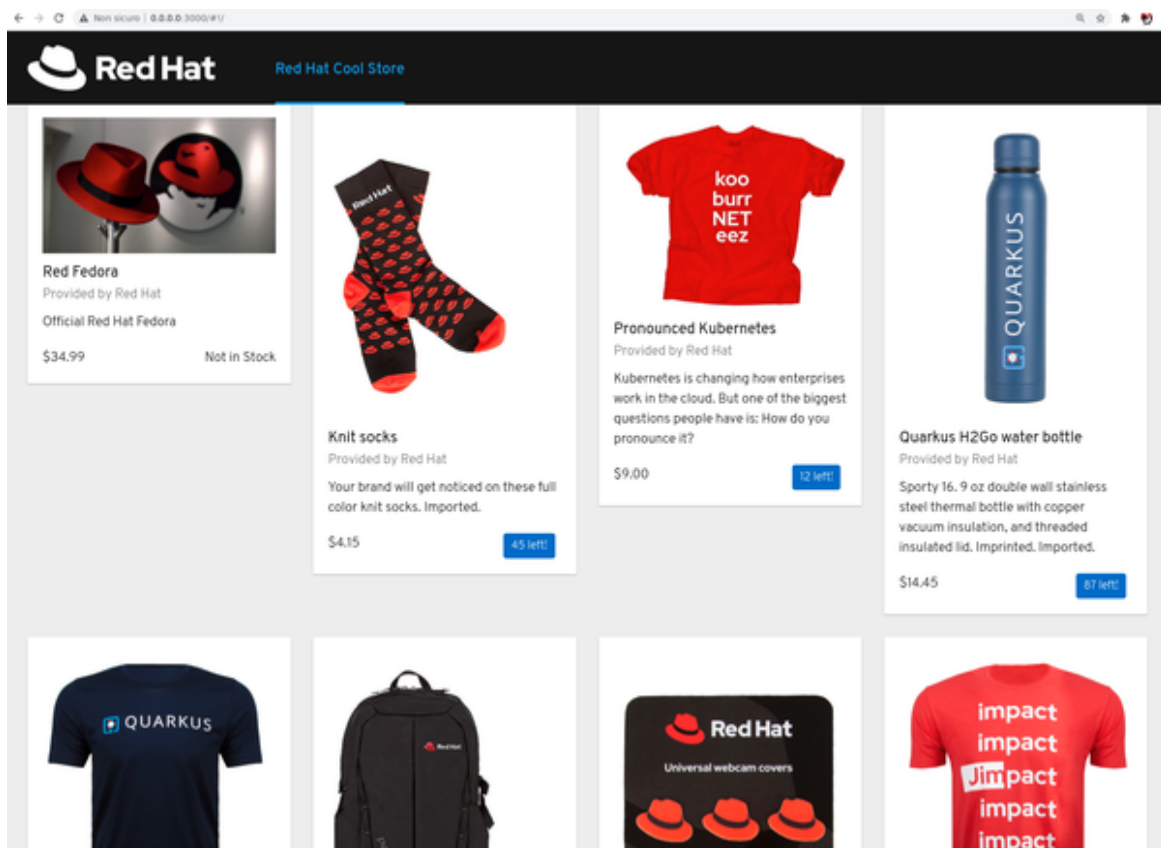 Non sicuro | 0.0.0.0:3000/#!/
Red Hat
Red Hat Cool Store
Red Fedora
Provided by Red Hat
Official Red Hat Fedora
$34.99
Not in Stock
Red Hat
Knit socks
Provided by Red Hat
Your brand will get noticed on these full
color knit socks. Imported.
$4.15
45 left!
koo
burr
NET
eez
Pronounced Kubernetes
Provided by Red Hat
Kubernetes is changing how enterprises
work in the cloud. But one of the biggest
questions people have is: How do you
pronounce it?
$9.00
12 left!
QUARKUS
Quarkus H2Go water bottle
Provided by Red Hat
Sporty 16. 9 oz double wall stainless
steel thermal bottle with copper
vacuum insulation, and threaded
insulated lid. Imprinted. Imported.
$14.45
87 left!
QUARKUS
Red Hat
Red Hat
Universal webcam covers
impact
impact
Jimpact
impact
impact